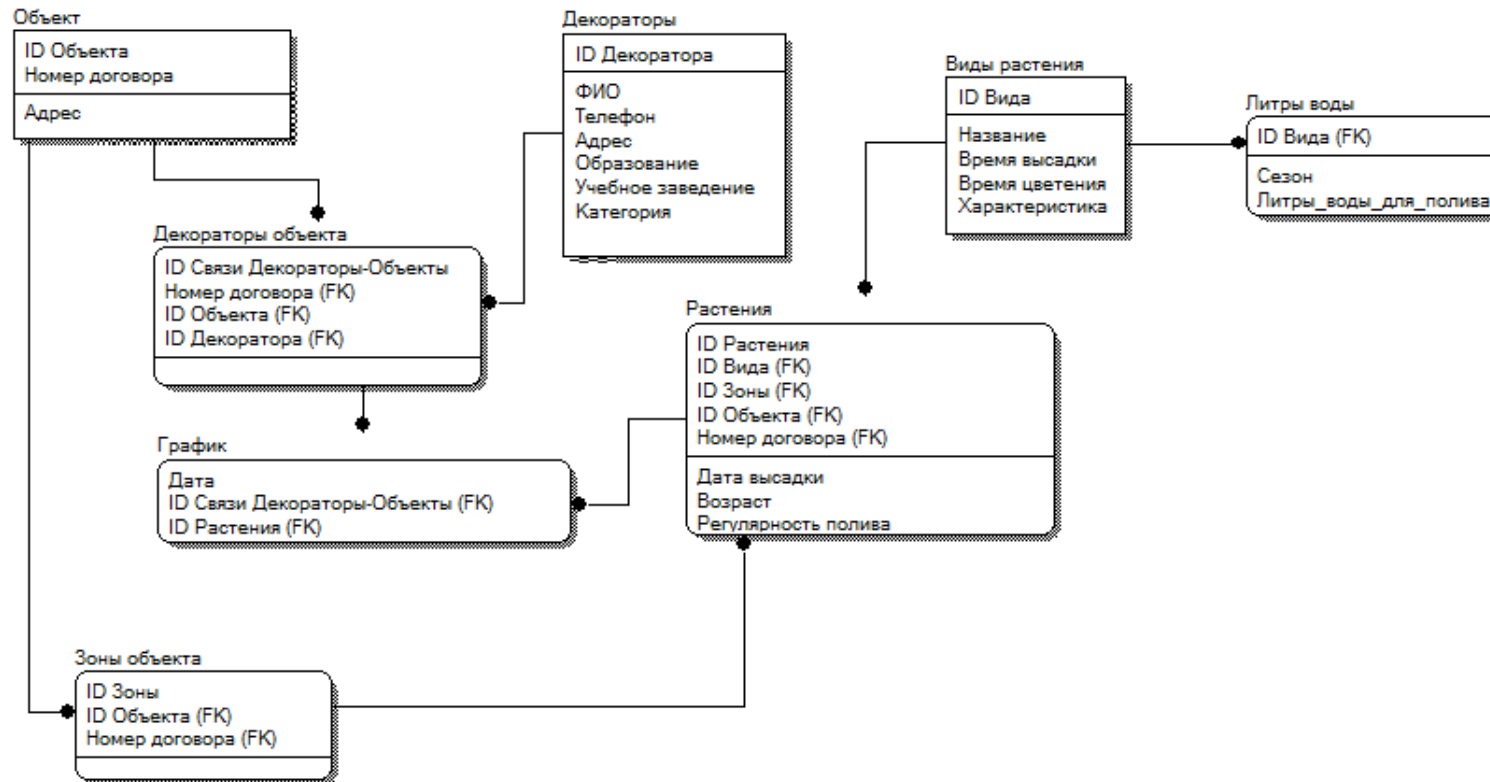 Объект
ID Объекта
Номер договора
Адрес
Декораторы
ID Декоратора
ФИО
Телефон
Адрес
Образование
Учебное заведение
Категория
Виды растения
ID Вида
Название
Время высадки
Время цветения
Характеристика
Литры воды
ID Вида (FK)
Сезон
Литры_воды_для_полива
Декораторы объекта
ID Связи Декораторы-Объекты
Номер договора (FK)
ID Объекта (FK)
ID Декоратора (FK)
Растения
ID Растения
ID Вида (FK)
ID Зоны (FK)
ID Объекта (FK)
Номер договора (FK)
Дата высадки
Возраст
Регулярность полива
График
Дата
ID Связи Декораторы-Объекты (FK)
ID Растения (FK)
Зоны объекта
ID Зоны
ID Объекта (FK)
Номер договора (FK)